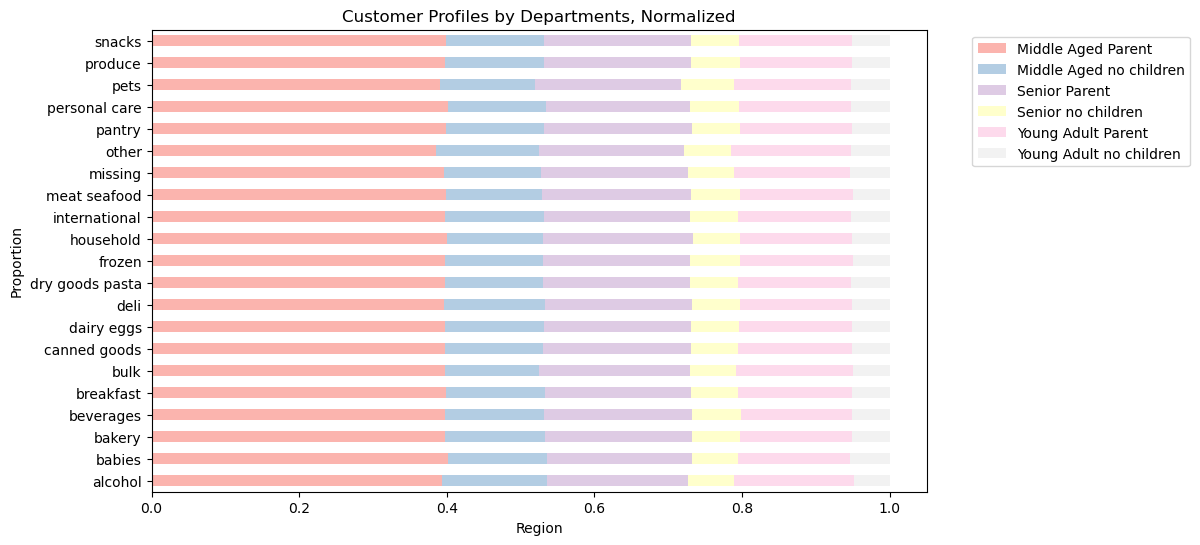 Customer Profiles by Departments, Normalized
snacks
produce
pets
personal care
pantry
other
missing
meat seafood
international
household
frozen
dry goods pasta
deli
dairy eggs
canned goods
bulk
breakfast
beverages
bakery
babies
alcohol
Proportion
0.0 0.2 0.4 0.6 0.8 1.0
Region
Middle Aged Parent
Middle Aged no children
Senior Parent
Senior no children
Young Adult Parent
Young Adult no children